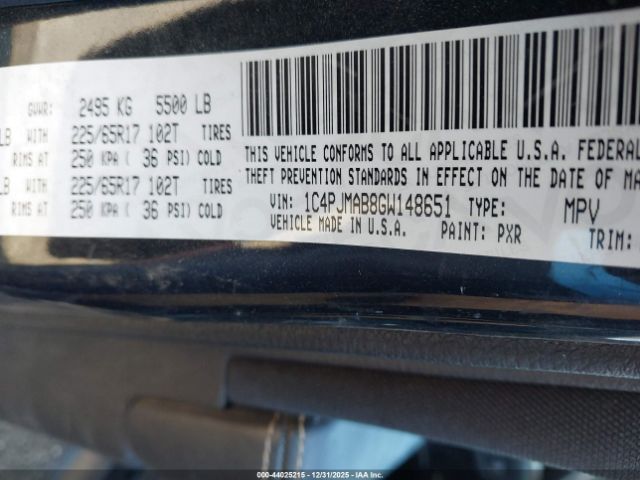 GVWR: 2495 KG 5500 LB
LB WITH 225/65R17 102T TIRES
RIMS AT 250 KPA ( 36 PSI) COLD
LB WITH 225/65R17 102T TIRES
RIMS AT 250 KPA ( 36 PSI) COLD
THIS VEHICLE CONFORMS TO ALL APPLICABLE U.S.A. FEDERAL
THEFT PREVENTION STANDARDS IN EFFECT ON THE DATE OF MA
VIN: 1C4PJMAB8GW148651 TYPE: MPV
VEHICLE MADE IN U.S.A. PAINT: PXR TRIM:
000-44025215 - 12/31/2025 - IAAI.COM